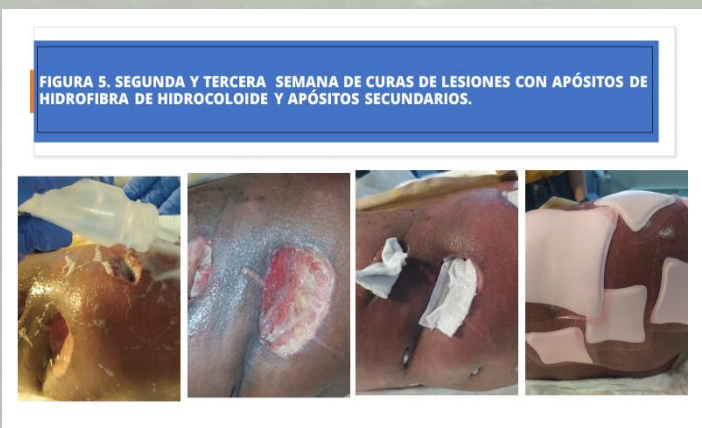 FIGURA 5. SEGUNDA Y TERCERA SEMANA DE CURAS DE LESIONES CON APÓSITOS DE
HIDROFIBRA DE HIDROCOLOIDE Y APÓSITOS SECUNDARIOS.